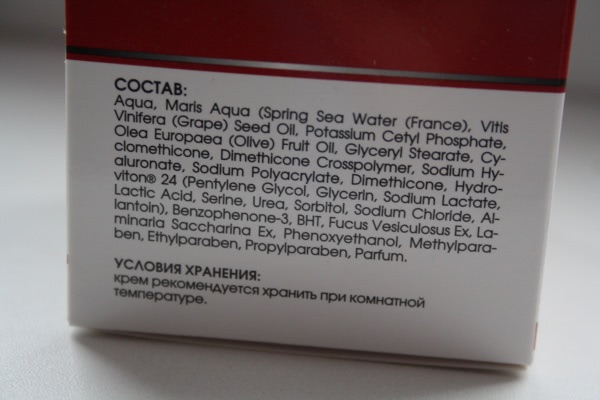 СОСТАВ:
Aqua, Maris Aqua (Spring Sea Water (France), Vitis
Vinifera (Grape) Seed Oil, Potassium Cetyl Phosphate,
Olea Europaea (Olive) Fruit Oil, Glyceryl Stearate, Cy-
clomethicone, Dimethicone Crosspolymer, Sodium Hy-
aluronate, Sodium Polyacrylate, Dimethicone, Hydro-
viton® 24 (Pentylene Glycol, Glycerin, Sodium Lactate,
Lactic Acid, Serine, Urea, Sorbitol, Sodium Chloride, Al-
lantoin), Benzophenone-3, BHT, Fucus Vesiculosus Ex, La-
minaria Saccharina Ex, Phenoxyethanol, Methylpara-
ben, Ethylparaben, Propylparaben, Parfum.
УСЛОВИЯ ХРАНЕНИЯ:
крем рекомендуется хранить при комнатной
температуре.